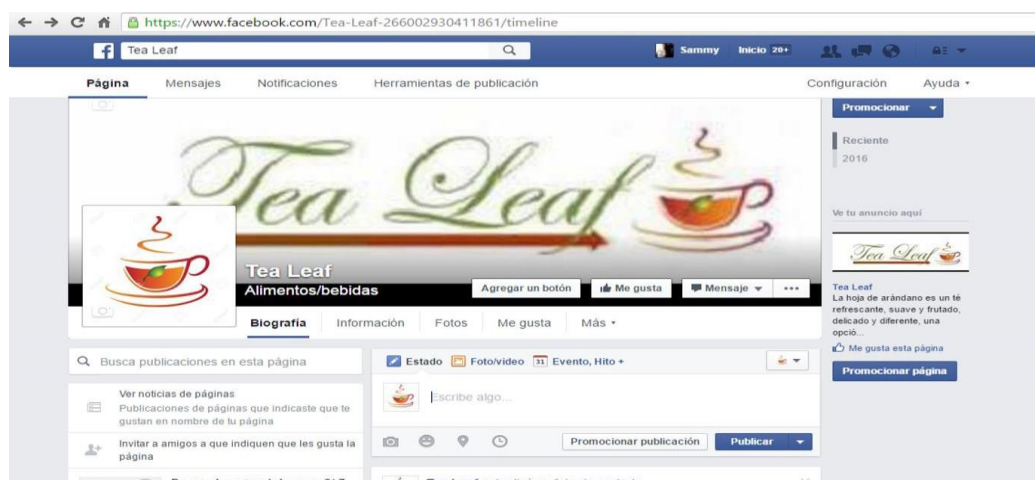 https://www.facebook.com/Tea-Leaf-266002930411861/timeline
Tea Leaf
Sammy Inicio 20+
Página Mensajes Notificaciones Herramientas de publicación Configuración Ayuda
Promocionar
Reciente
2016
Tea Leaf
Tea Leaf
Alimentos/bebidas
Agregar un botón Me gusta Mensaje
Biografía Información Fotos Me gusta Más
Ve tu anuncio aquí
Tea Leaf
Tea Leaf
La hoja de arándano es un té
refrescante, suave y frutado,
delicado y diferente, una
opció...
Me gusta esta página
Promocionar página
Busca publicaciones en esta página
Ver noticias de páginas
Publicaciones de páginas que indicaste que te
gustan en nombre de tu
página
Invitar a amigos a que indiquen que les gusta la
página
Estado Foto/video 31 Evento, Hito +
Escribe algo...
Promocionar publicación Publicar